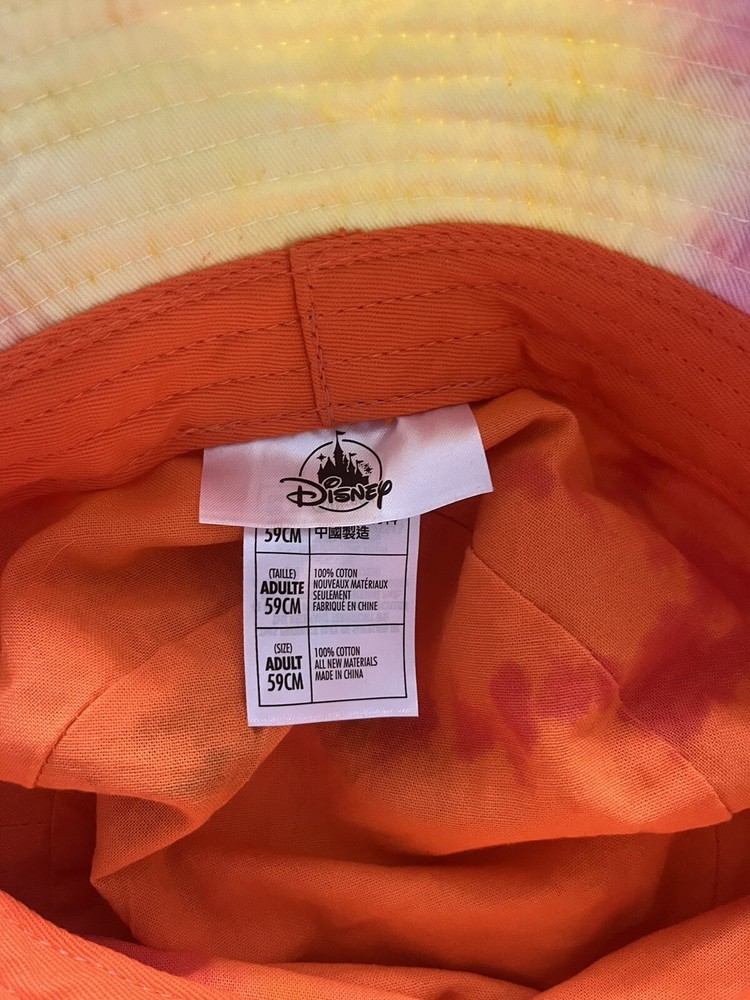 Disney
59CM
中國製造
(TAILLE)
ADULTE
59CM
100% COTON
NOUVEAUX MATÉRIAUX
SEULEMENT
FABRIQUÉ EN CHINE
(SIZE)
ADULT
59CM
100% COTTON
ALL NEW MATERIALS
MADE IN CHINA